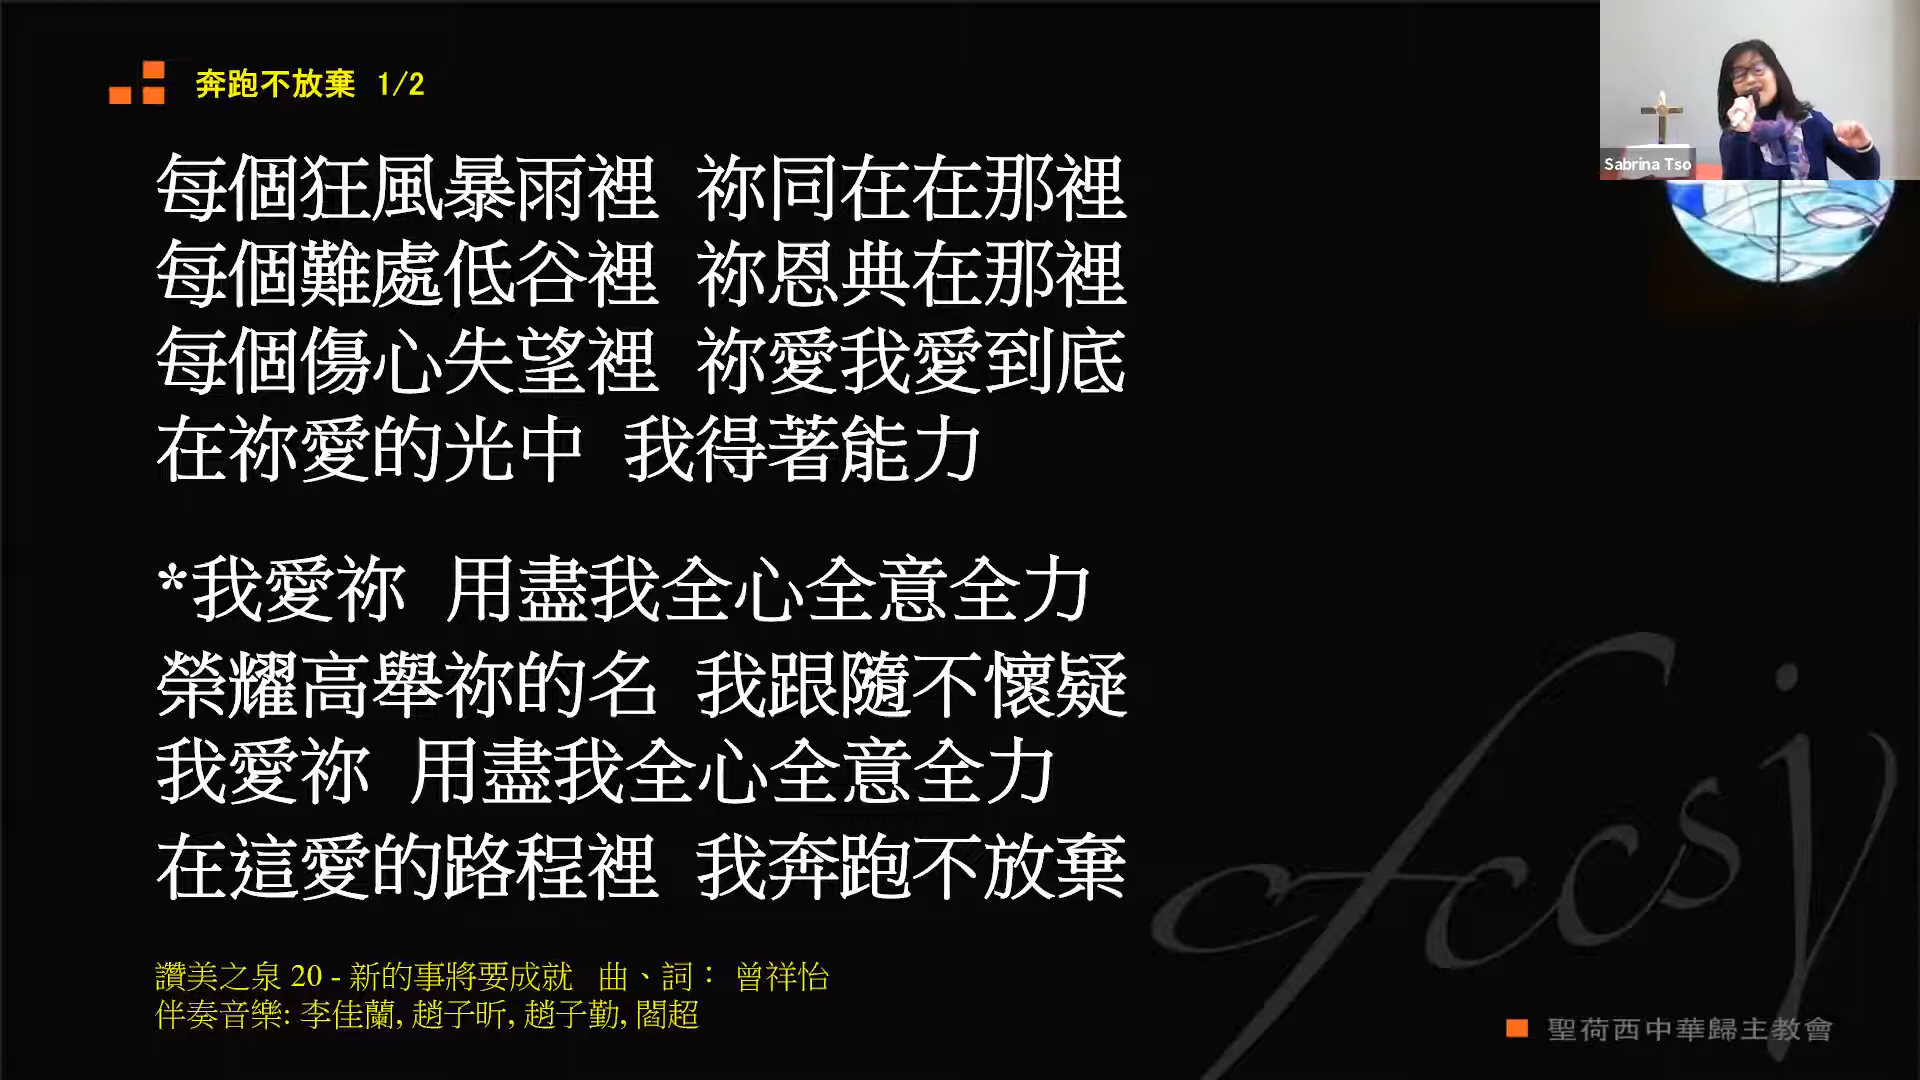 奔跑不放棄 1/2
Sabrina Tso
每個狂風暴雨裡 祢同在在那裡
每個難處低谷裡 祢恩典在那裡
每個傷心失望裡 祢愛我愛到底
在祢愛的光中 我得著能力
*我愛祢 用盡我全心全意全力
榮耀高舉祢的名 我跟隨不懷疑
我愛祢 用盡我全心全意全力
在這愛的路程裡 我奔跑不放棄
讚美之泉 20 - 新的事將要成就 曲、詞： 曾祥怡
伴奏音樂: 李佳蘭, 趙子昕, 趙子勤, 閻超
cfccsj
聖荷西中華歸主教會